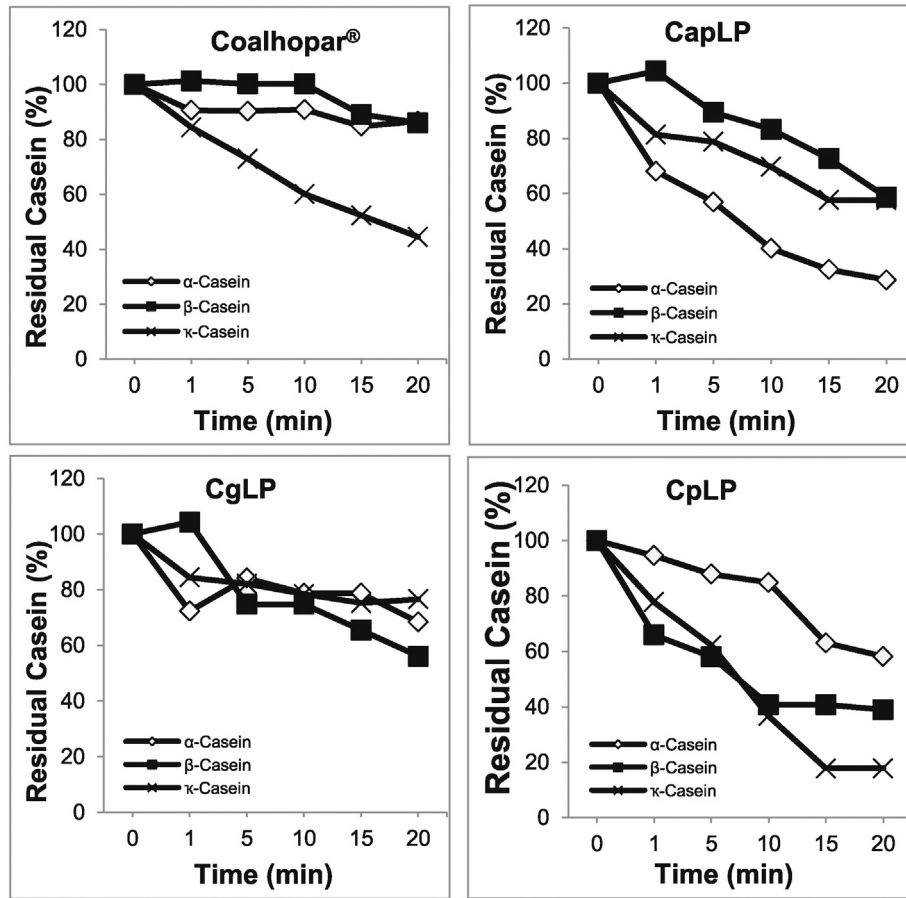 Coalhopar®
Residual Casein (%)
120
100
80
60
40
20
0
α-Casein
β-Casein
ĸ-Casein
0 1 5 10 15 20
Time (min)
CapLP
Residual Casein (%)
120
100
80
60
40
20
0
α-Casein
β-Casein
ĸ-Casein
0 1 5 10 15 20
Time (min)
CgLP
Residual Casein (%)
120
100
80
60
40
20
0
α-Casein
β-Casein
ĸ-Casein
0 1 5 10 15 20
Time (min)
CpLP
Residual Casein (%)
120
100
80
60
40
20
0
α-Casein
β-Casein
ĸ-Casein
0 1 5 10 15 20
Time (min)